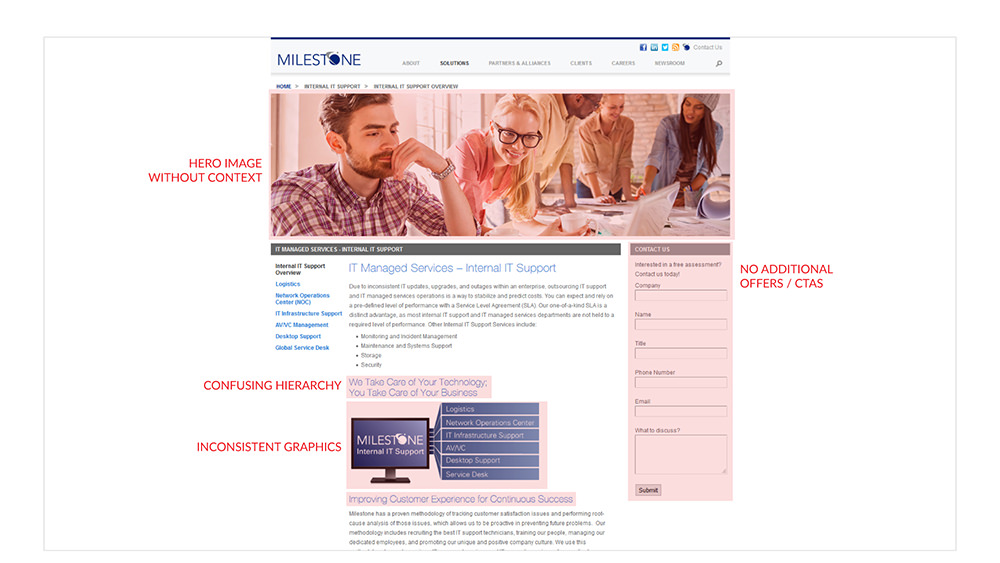 Contact Us
MILESTONE
ABOUT SOLUTIONS PARTNERS & ALLIANCES CLIENTS CAREERS NEWSROOM
HOME > INTERNAL IT SUPPORT > INTERNAL IT SUPPORT OVERVIEW
HERO IMAGE
WITHOUT CONTEXT
IT MANAGED SERVICES - INTERNAL IT SUPPORT
Internal IT Support
Overview
Logistics
Network Operations
Center (NOC)
IT Infrastructure Support
AV/VC Management
Desktop Support
Global Service Desk
IT Managed Services – Internal IT Support
Due to inconsistent IT updates, upgrades, and outages within an enterprise, outsourcing IT support
and IT managed services operations is a way to stabilize and predict costs. You can expect and rely on
a pre-defined level of performance with a Service Level Agreement (SLA). Our one-of-a-kind SLA is a
distinct advantage, as most internal IT support and IT managed services departments are not held to a
required level of performance. Other Internal IT Support Services include:
• Monitoring and Incident Management
• Maintenance and Systems Support
• Storage
• Security
CONFUSING HIERARCHY
We Take Care of Your Technology;
You Take Care of Your Business
INCONSISTENT GRAPHICS
MILESTONE
Internal IT Support
Logistics
Network Operations Center
IT Infrastructure Support
AV/VC
Desktop Support
Service Desk
Improving Customer Experience for Continuous Success
Milestone has a proven methodology of tracking customer satisfaction issues and performing root-
cause analysis of those issues, which allows us to be proactive in preventing future problems. Our
methodology includes recruiting the best IT support technicians, training our people, managing our
dedicated employees, and promoting our unique and positive company culture. We use this
CONTACT US
Interested in a free assessment?
Contact us today!
Company
Name
Title
Phone Number
Email
What to discuss?
Submit
NO ADDITIONAL
OFFERS / CTAS